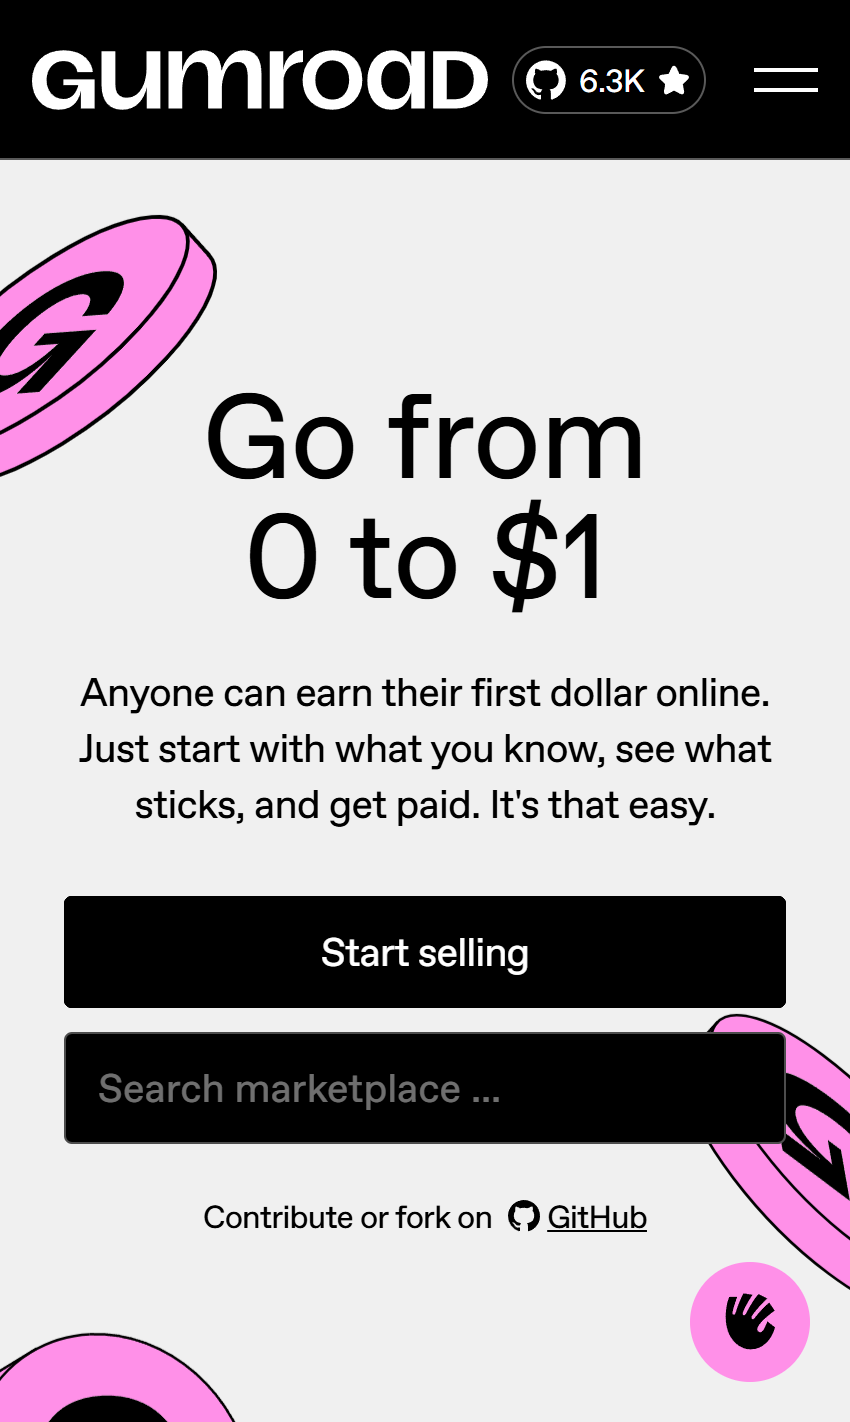 Gumroad
6.3K
G
Go from
0 to $1
Anyone can earn their first dollar online.
Just start with what you know, see what
sticks, and get paid. It's that easy.
Start selling
Search marketplace ...
G
Contribute or fork on GitHub